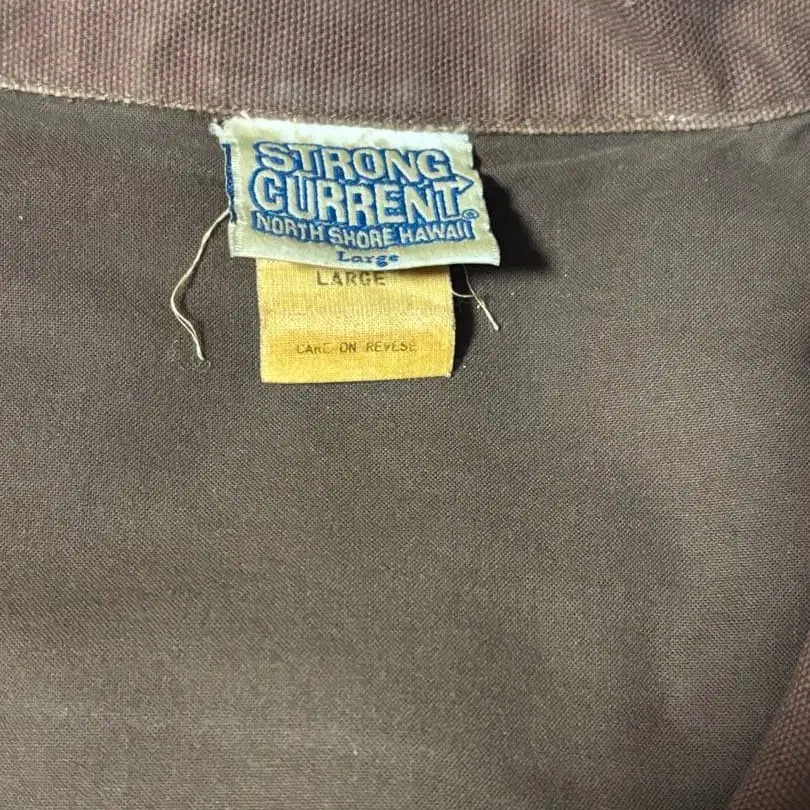 STRONG
CURRENT®
NORTH SHORE HAWAII
Large
LARGE
CARE ON REVESE